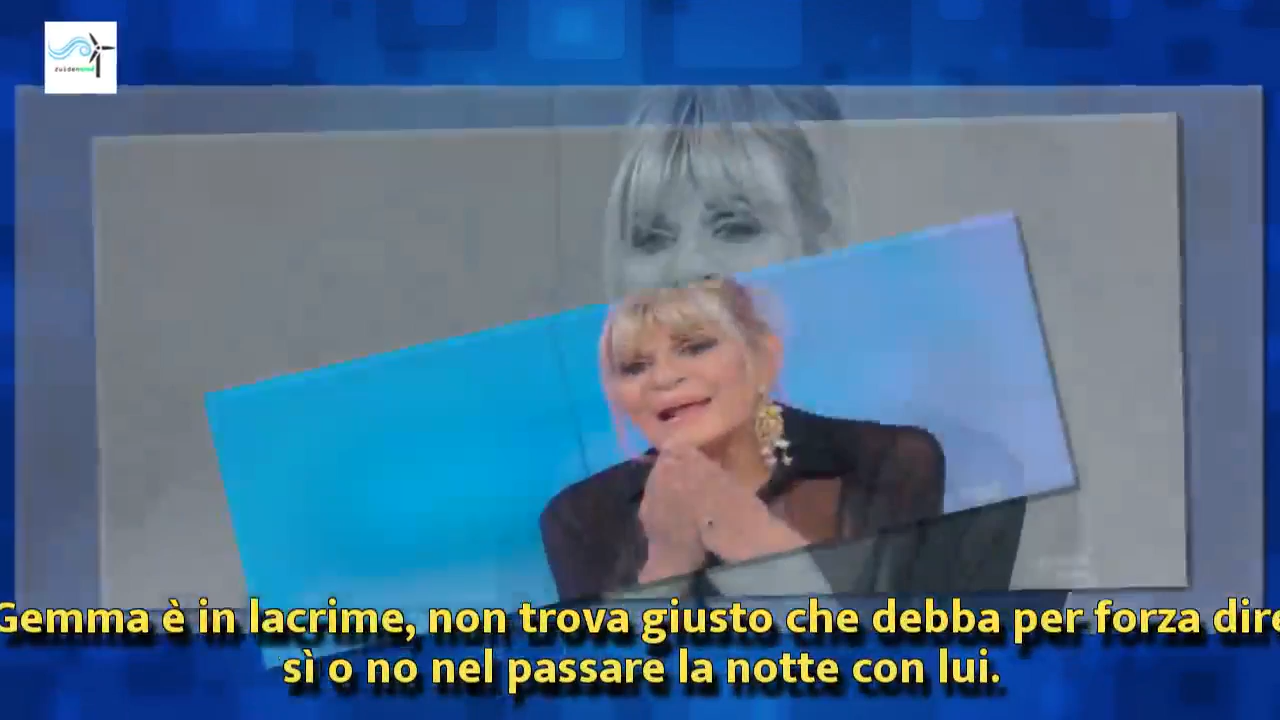 zuidenwind
Gemma è in lacrime, non trova giusto che debba per forza dire
sì o no nel passare la notte con lui.